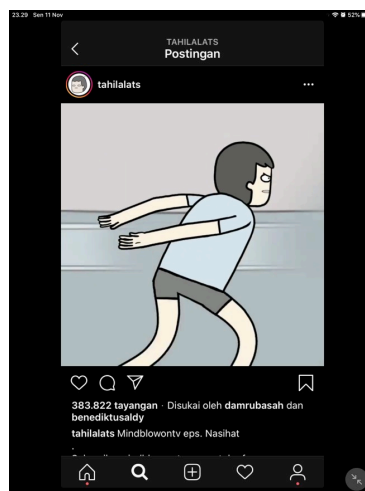 23.29 Sen 11 Nov
52%
TAHILALATS
Postingan
tahilalats
383.822 tayangan · Disukai oleh damrubasah dan
benediktusaldy
tahilalats Mindblowontv eps. Nasihat
.